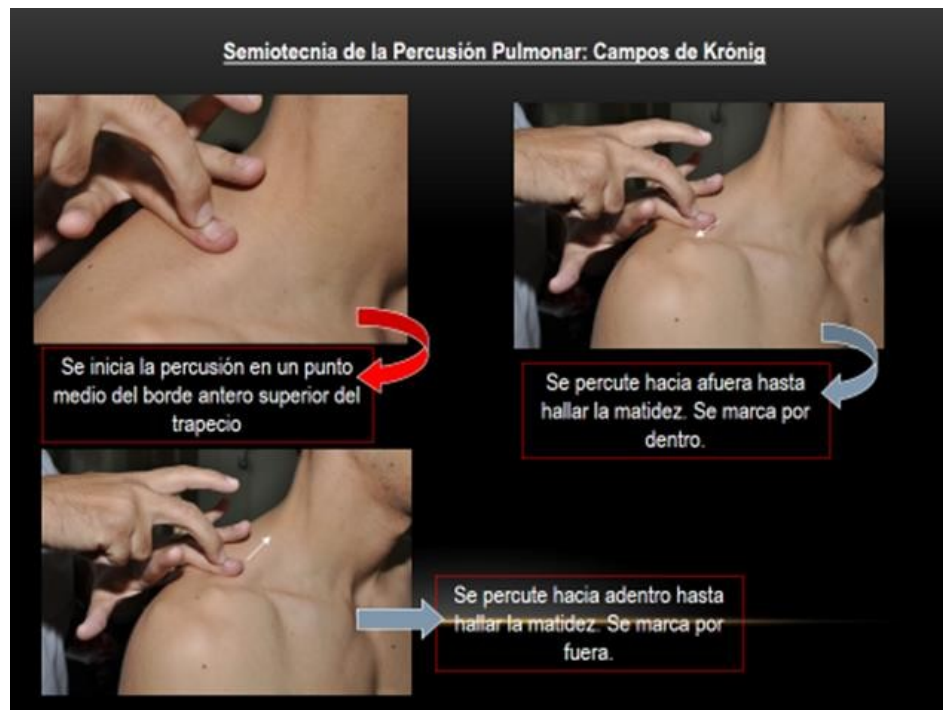 Semiotecnia de la Percusión Pulmonar: Campos de Krónig
Se inicia la percusión en un punto
medio del borde antero superior del
trapecio
Se percute hacia afuera hasta
hallar la matidez. Se marca por
dentro.
Se percute hacia adentro hasta
hallar la matidez. Se marca por
fuera.